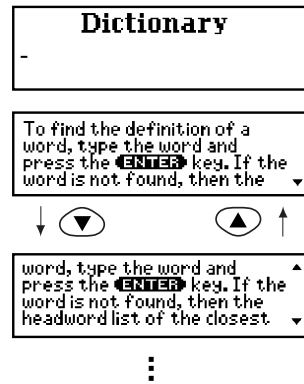 Dictionary
-
To find the definition of a
word, type the word and
press the ENTER key. If the
word is not found, then the
word, type the word and
press the ENTER key. If the
word is not found, then the
headword list of the closest